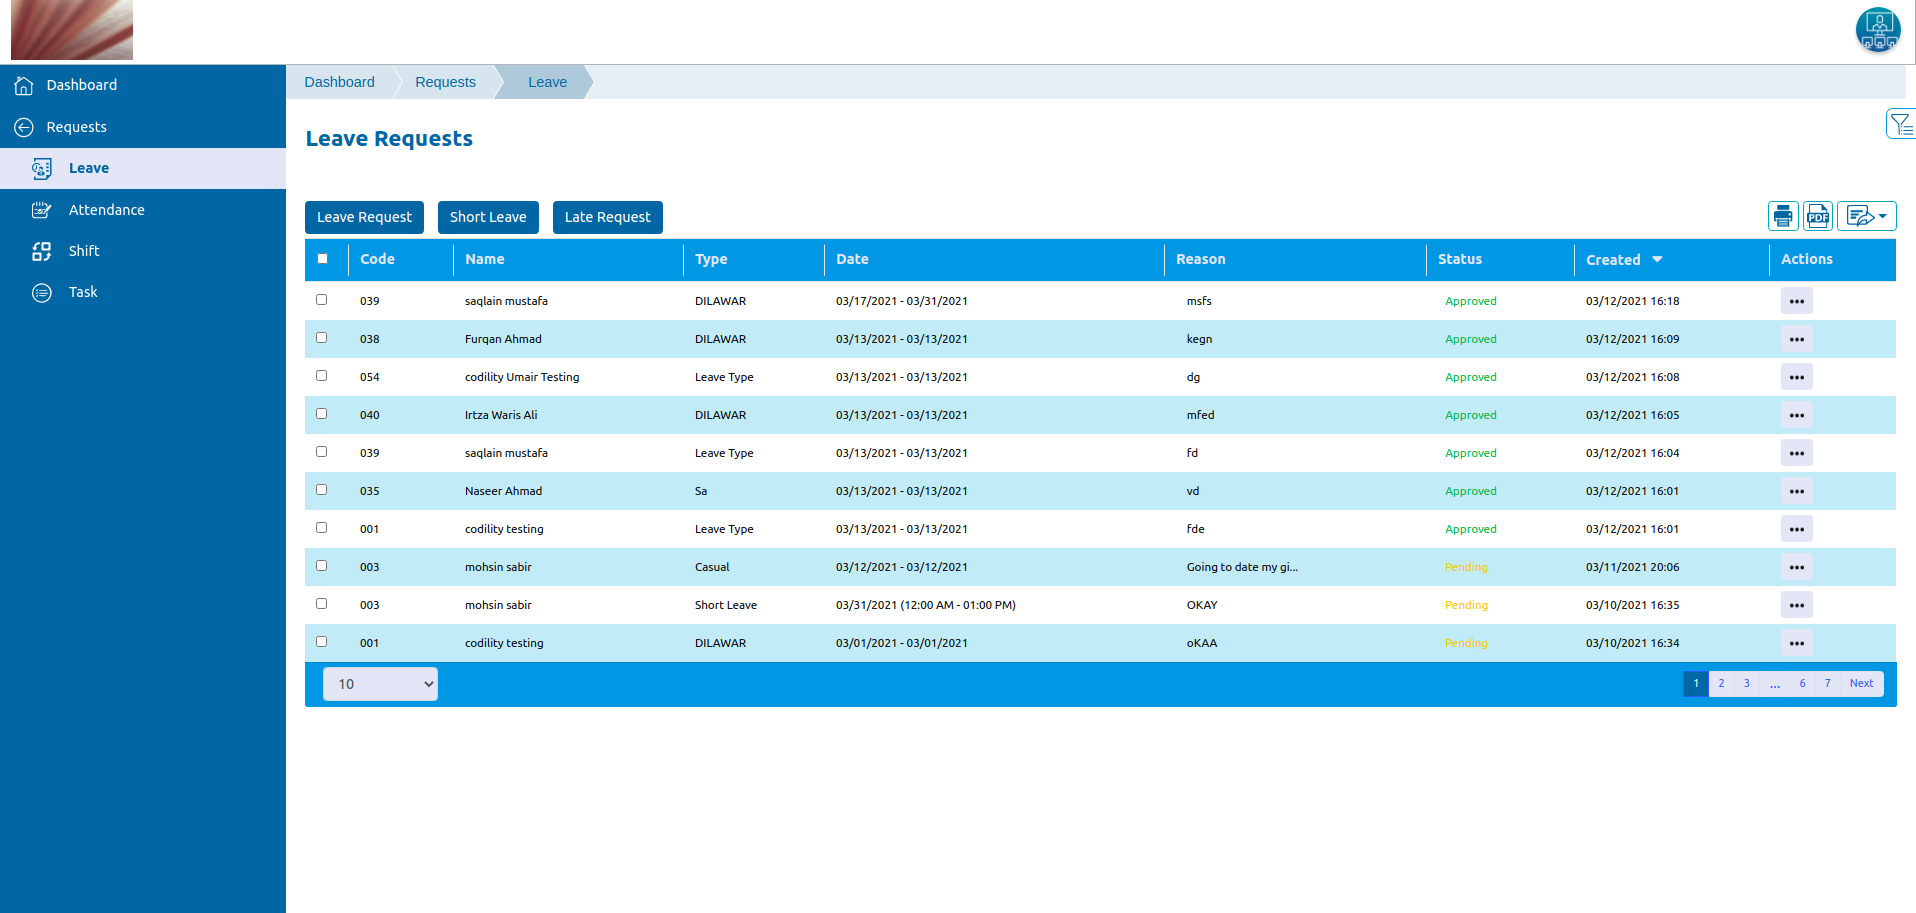 Dashboard
Requests
Leave
Attendance
Shift
Task
Dashboard Requests Leave
Leave Requests
Leave Request Short Leave Late Request
PDF
Code Name Type Date Reason Status Created Actions
039 saqlain mustafa DILAWAR 03/17/2021 - 03/31/2021 msfs Approved 03/12/2021 16:18
038 Furqan Ahmad DILAWAR 03/13/2021 - 03/13/2021 kegn Approved 03/12/2021 16:09
054 codility Umair Testing Leave Type 03/13/2021 - 03/13/2021 dg Approved 03/12/2021 16:08
040 Irtza Waris Ali DILAWAR 03/13/2021 - 03/13/2021 mfed Approved 03/12/2021 16:05
039 saqlain mustafa Leave Type 03/13/2021 - 03/13/2021 fd Approved 03/12/2021 16:04
035 Naseer Ahmad Sa 03/13/2021 - 03/13/2021 vd Approved 03/12/2021 16:01
001 codility testing Leave Type 03/13/2021 - 03/13/2021 fde Approved 03/12/2021 16:01
003 mohsin sabir Casual 03/12/2021 - 03/12/2021 Going to date my gi... Pending 03/11/2021 20:06
003 mohsin sabir Short Leave 03/31/2021 (12:00 AM - 01:00 PM) OKAY Pending 03/10/2021 16:35
001 codility testing DILAWAR 03/01/2021 - 03/01/2021 oKAA Pending 03/10/2021 16:34
10 1 2 3 ... 6 7 Next